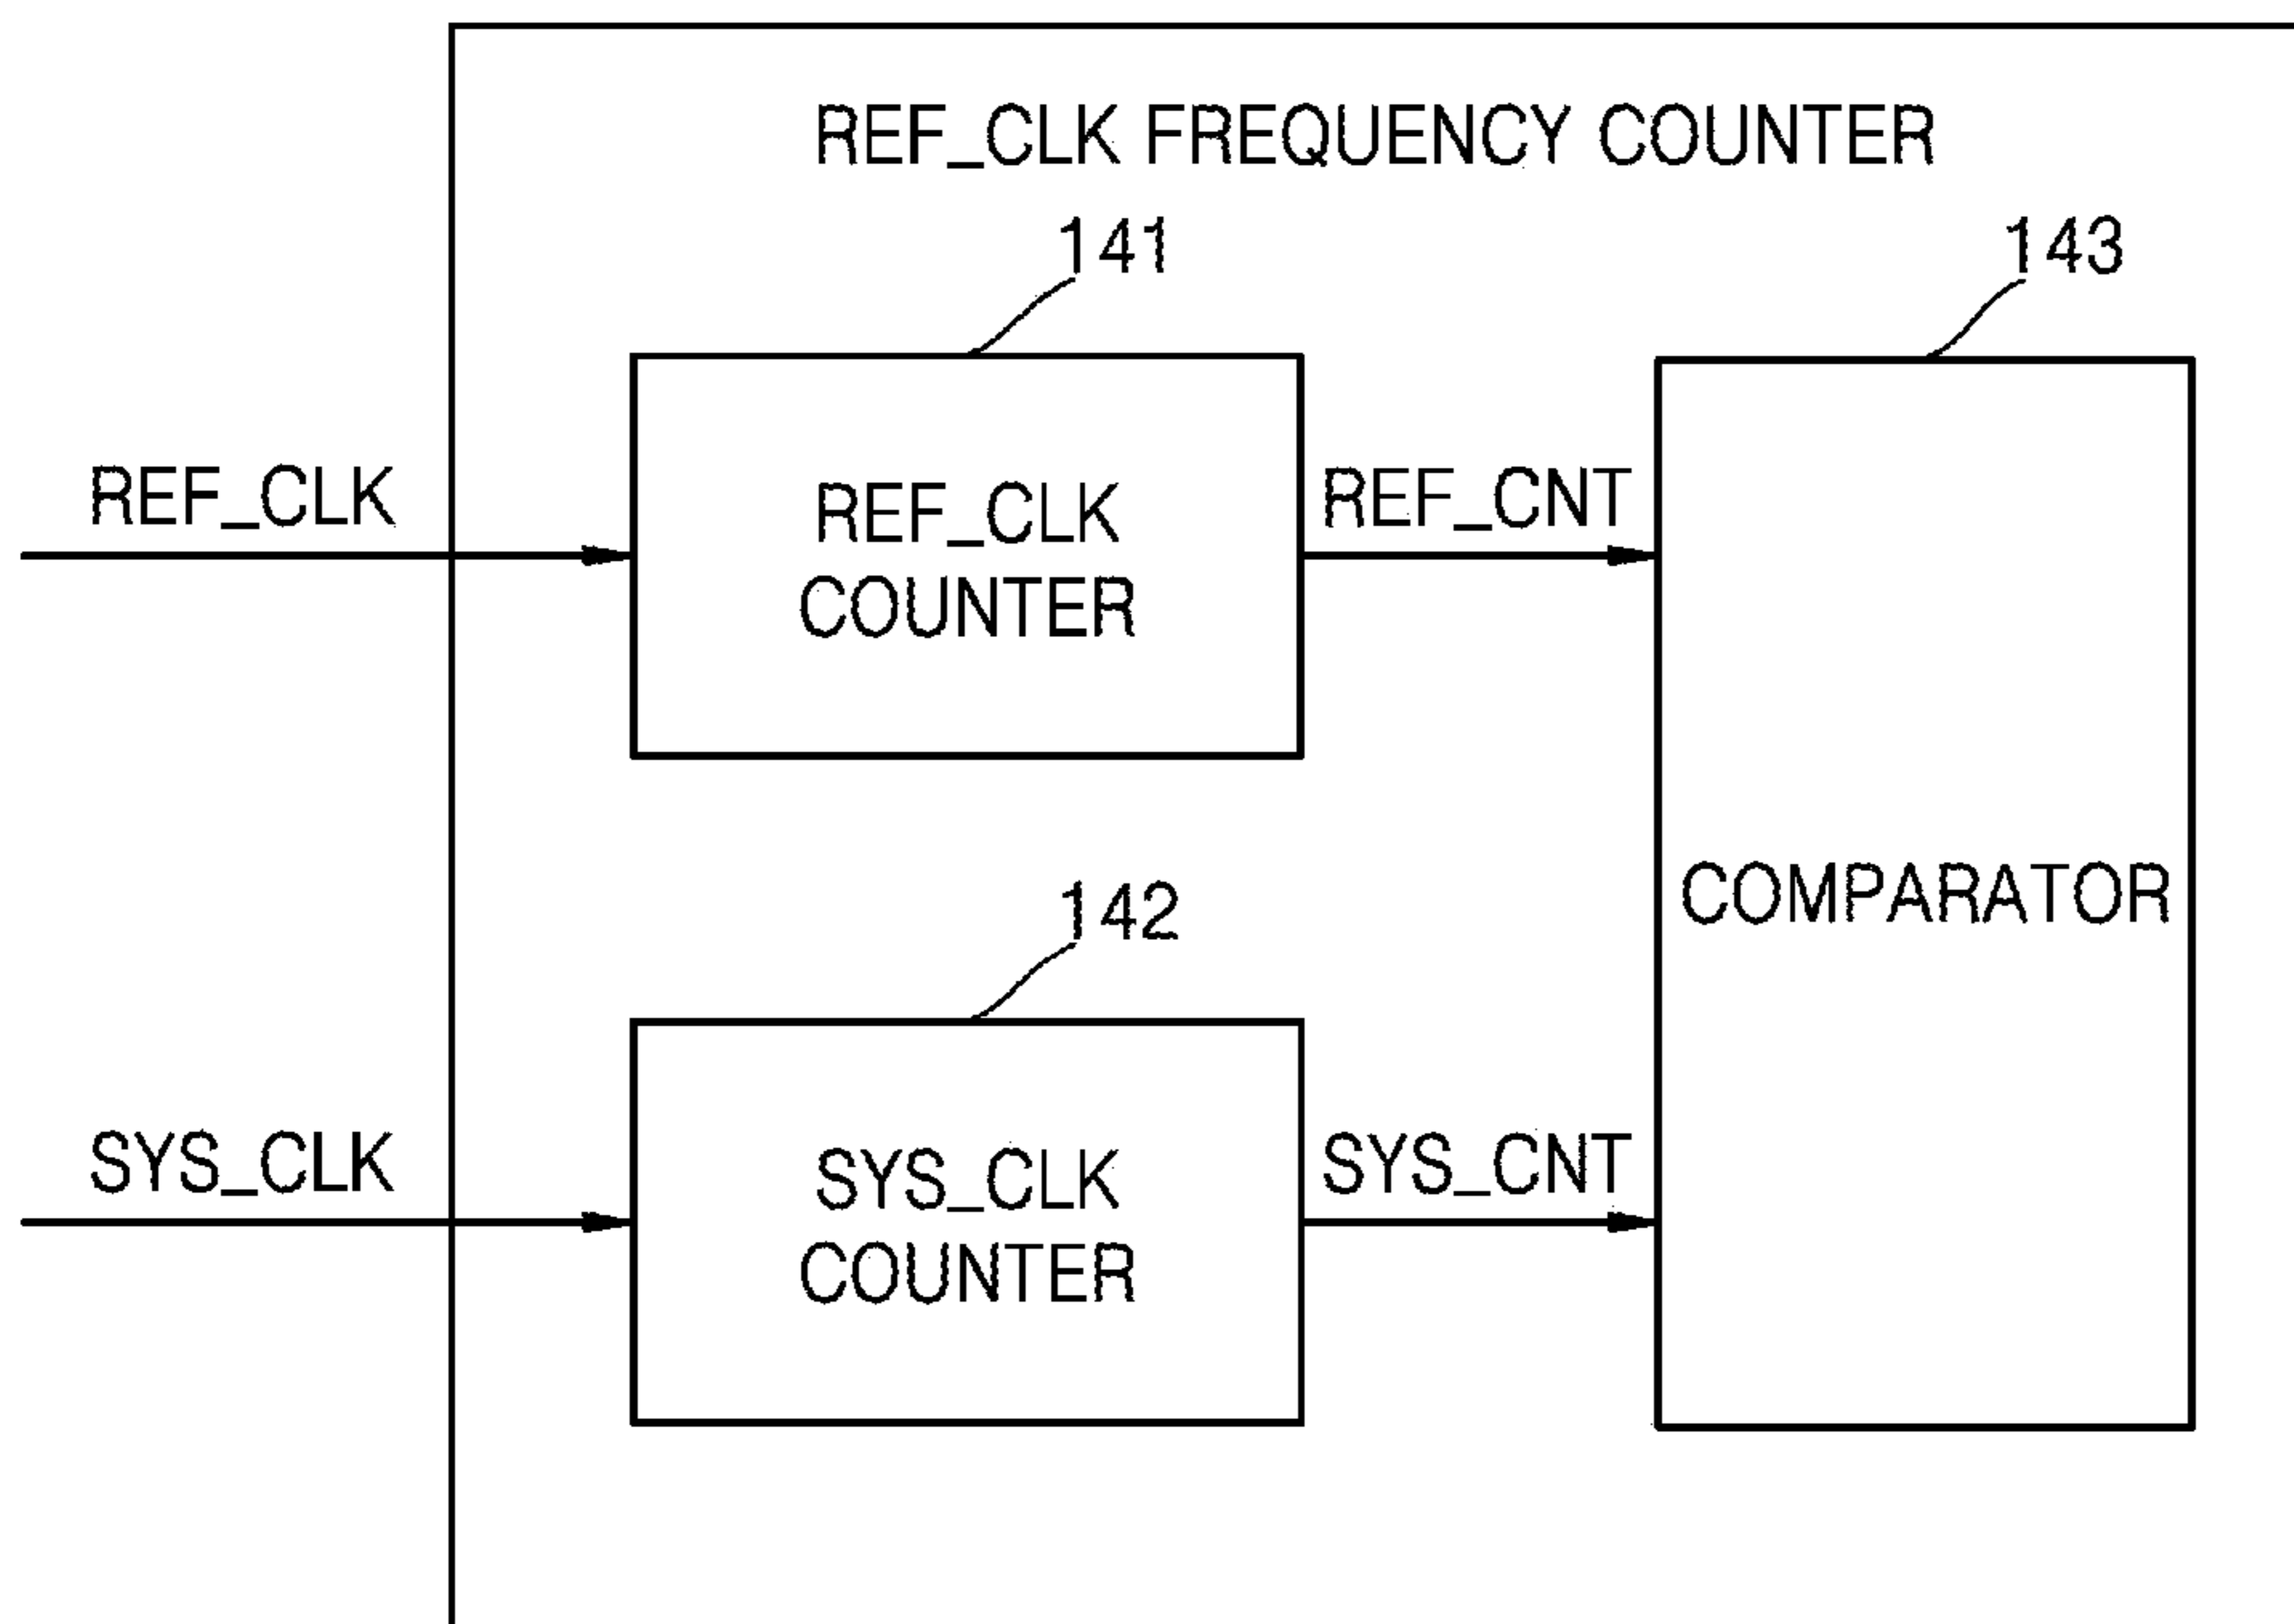 REF_CLK FREQUENCY COUNTER
141
143
REF_CLK
REF_CLK
COUNTER
REF_CNT
COMPARATOR
142
SYS_CLK
SYS_CLK
COUNTER
SYS_CNT